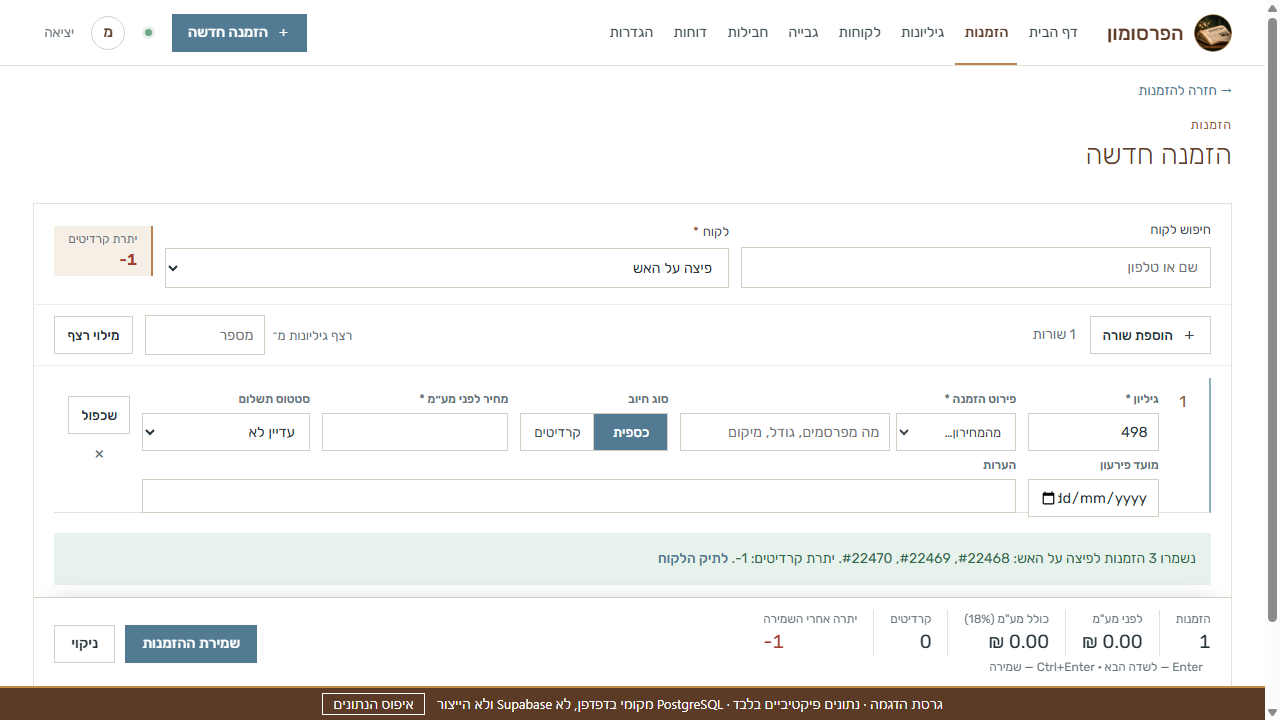 הפרסומון
דף הבית
הזמנות
גיליונות
לקוחות
גבייה
חבילות
דוחות
הגדרות
+ הזמנה חדשה
מ
יציאה
→ חזרה להזמנות
הזמנות
הזמנה חדשה
חיפוש לקוח
שם או טלפון
לקוח *
פיצה על האש
יתרת קרדיטים
-1
+ הוספת שורה
1 שורות
רצף גיליונות מ־
מספר
מילוי רצף
1
גיליון *
498
פירוט הזמנה *
מהמחירון...
מה מפרסמים, גודל, מיקום
סוג חיוב
כספית
קרדיטים
מחיר לפני מע״מ *
סטטוס תשלום
עדיין לא
שכפול
×
מועד פירעון
dd/mm/yyyy
הערות
נשמרו 3 הזמנות לפיצה על האש: #22468, #22469, #22470. יתרת קרדיטים: 1-. לתיק הלקוח
הזמנות
1
לפני מע"מ
0.00 ₪
כולל מע"מ (18%)
0.00 ₪
קרדיטים
0
יתרה אחרי השמירה
-1
Enter — לשדה הבא • Ctrl+Enter — שמירה
שמירת ההזמנות
ניקוי
גרסת הדגמה · נתונים פיקטיביים בלבד · PostgreSQL מקומי בדפדפן, לא Supabase ולא הייצור
איפוס הנתונים